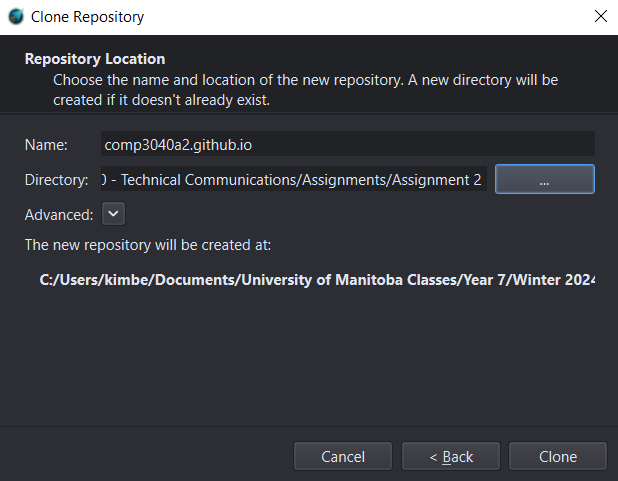 Clone Repository
Repository Location
Choose the name and location of the new repository. A new directory will be
created if it doesn't already exist.
Name: comp3040a2.github.io
Directory: 0 - Technical Communications/Assignments/Assignment 2 ...
Advanced:
The new repository will be created at:
C:/Users/kimbe/Documents/University of Manitoba Classes/Year 7/Winter 2024
Cancel < Back Clone